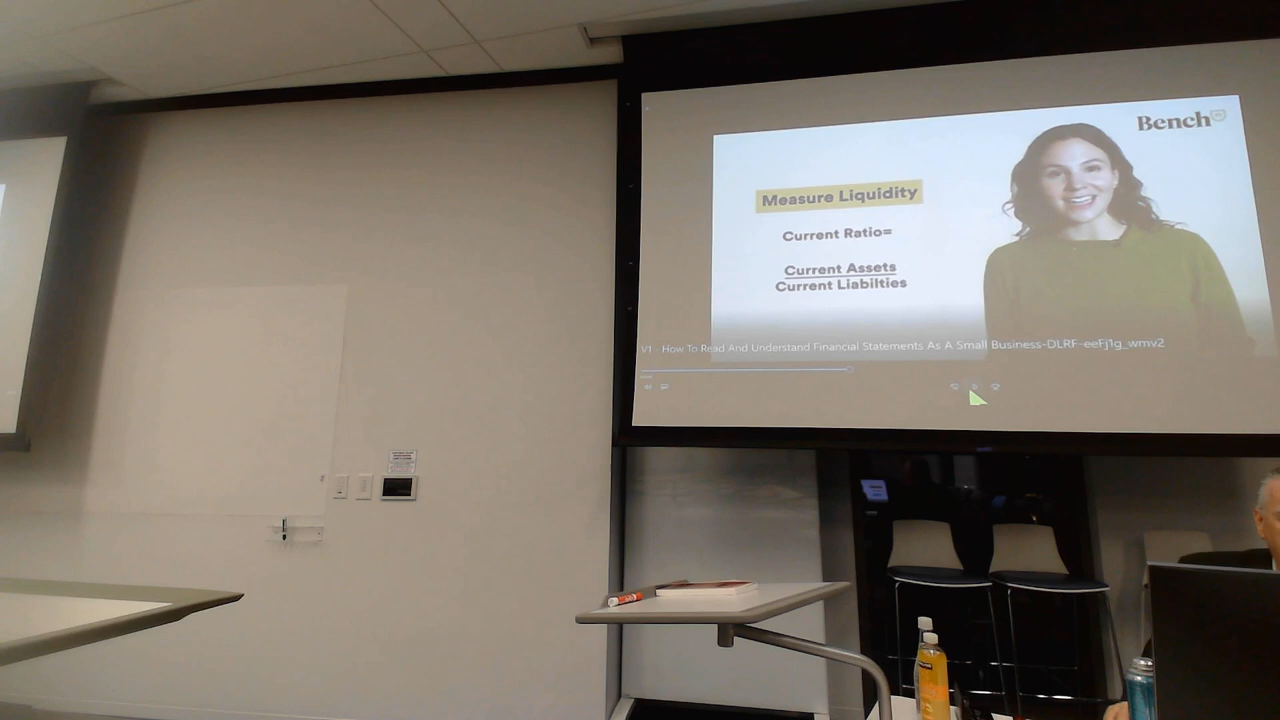 Bench
Measure Liquidity
Current Ratio=
Current Assets
Current Liabilties
V1 - How To Read And Understand Financial Statements As A Small Business-DLRF-eeFj1g_wmv2